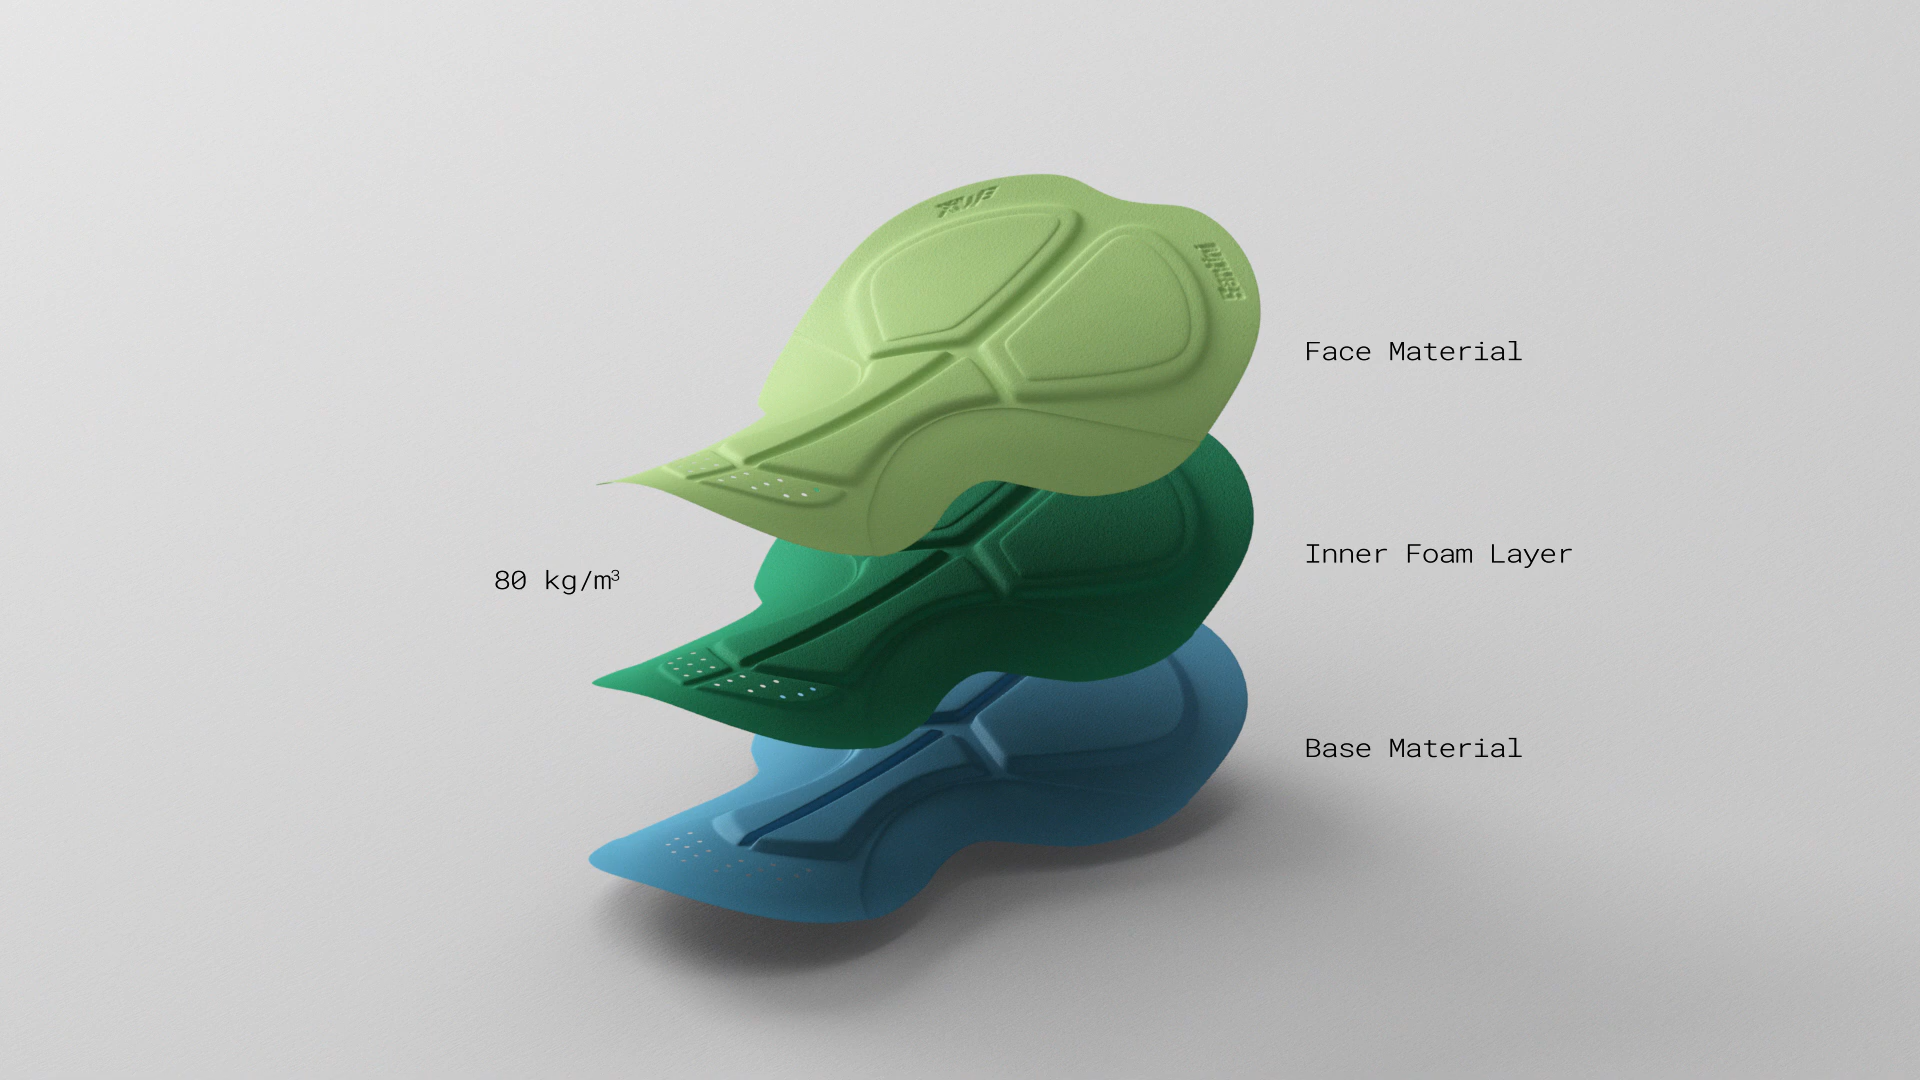 Face Material
Inner Foam Layer
80 kg/m³
Base Material